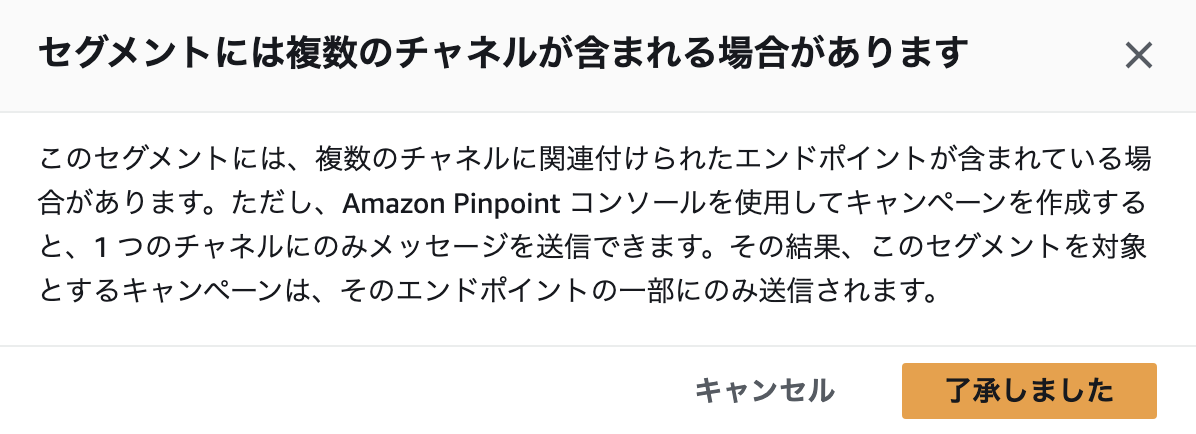 セグメントには複数のチャネルが含まれる場合があります
このセグメントには、複数のチャネルに関連付けられたエンドポイントが含まれている場
合があります。ただし、Amazon Pinpoint コンソールを使用してキャンペーンを作成する
と、1 つのチャネルにのみメッセージを送信できます。その結果、このセグメントを対象
とするキャンペーンは、そのエンドポイントの一部にのみ送信されます。
キャンセル
了承しました